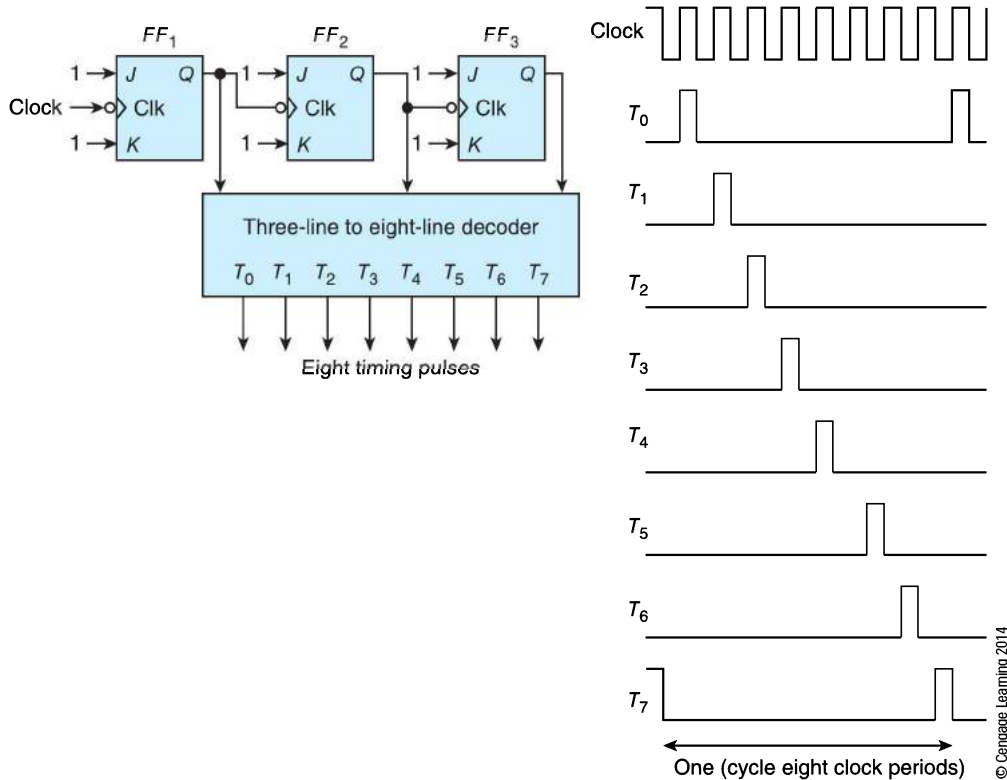 FF1 FF2 FF3
1 J Q 1 J Q 1 J Q
Clock Clk Clk Clk
1 K 1 K 1 K
Three-line to eight-line decoder
T0 T1 T2 T3 T4 T5 T6 T7
Eight timing pulses
Clock
T0
T1
T2
T3
T4
T5
T6
T7
One (cycle eight clock periods)
© Cengage Learning 2014